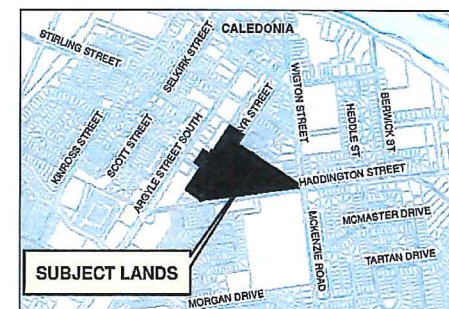 CALEDONIA
STIRLING STREET
SELKIRK STREET
KINROSS STREET
SCOTT STREET
ARGYLE STREET SOUTH
YR STREET
WIGTON STREET
HEDDLE ST.
BERWICK ST.
HADDINGTON STREET
MCKENZIE ROAD
MCMASTER DRIVE
TARTAN DRIVE
MORGAN DRIVE
SUBJECT LANDS